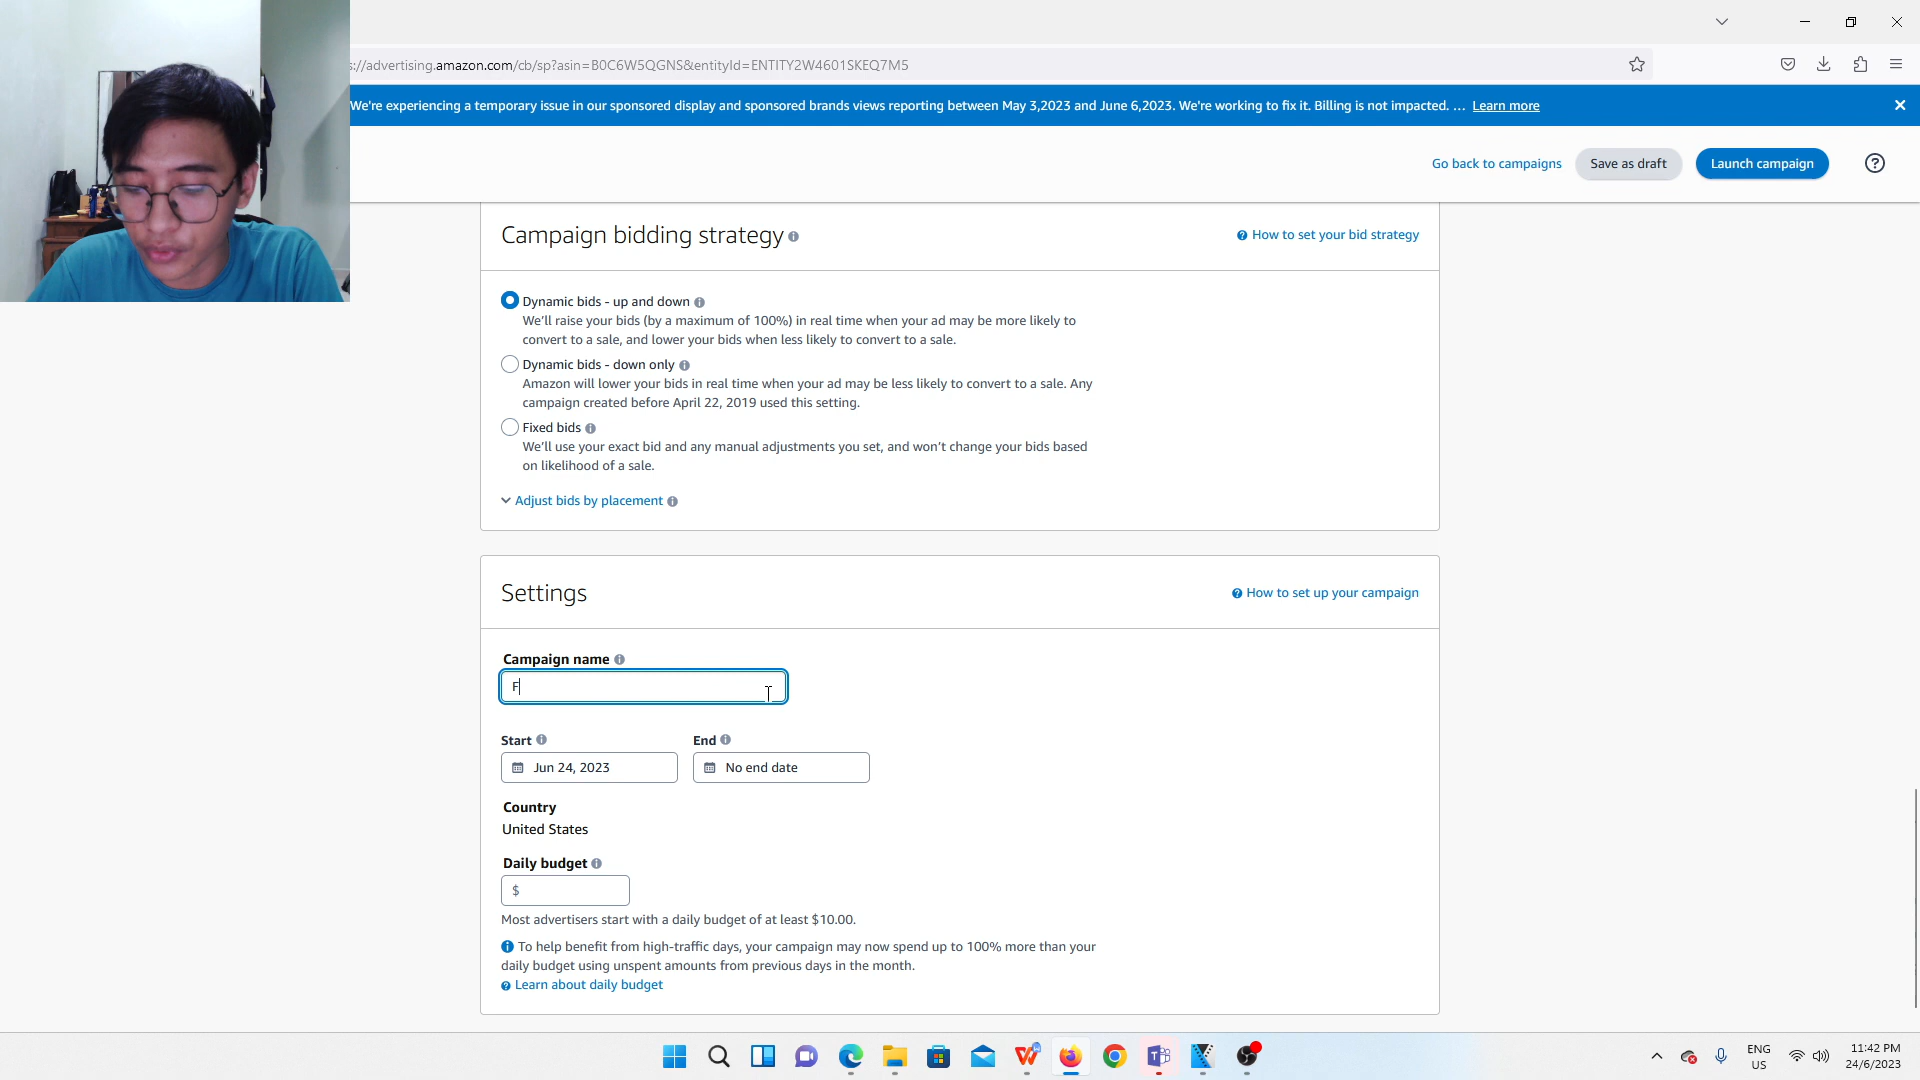 s://advertising.amazon.com/cb/sp?asin=B0C6W5QGNS&entityId=ENTITY2W4601SKEQ7M5
We're experiencing a temporary issue in our sponsored display and sponsored brands views reporting between May 3,2023 and June 6,2023. We're working to fix it. Billing is not impacted. ... Learn more
Go back to campaigns
Save as draft
Launch campaign
Campaign bidding strategy
How to set your bid strategy
Dynamic bids - up and down
We'll raise your bids (by a maximum of 100%) in real time when your ad may be more likely to
convert to a sale, and lower your bids when less likely to convert to a sale.
Dynamic bids - down only
Amazon will lower your bids in real time when your ad may be less likely to convert to a sale. Any
campaign created before April 22, 2019 used this setting.
Fixed bids
We'll use your exact bid and any manual adjustments you set, and won't change your bids based
on likelihood of a sale.
Adjust bids by placement
Settings
How to set up your campaign
Campaign name
F
Start
End
Jun 24, 2023
No end date
Country
United States
Daily budget
$
Most advertisers start with a daily budget of at least $10.00.
To help benefit from high-traffic days, your campaign may now spend up to 100% more than your
daily budget using unspent amounts from previous days in the month.
Learn about daily budget
ENG
US
11:42 PM
24/6/2023